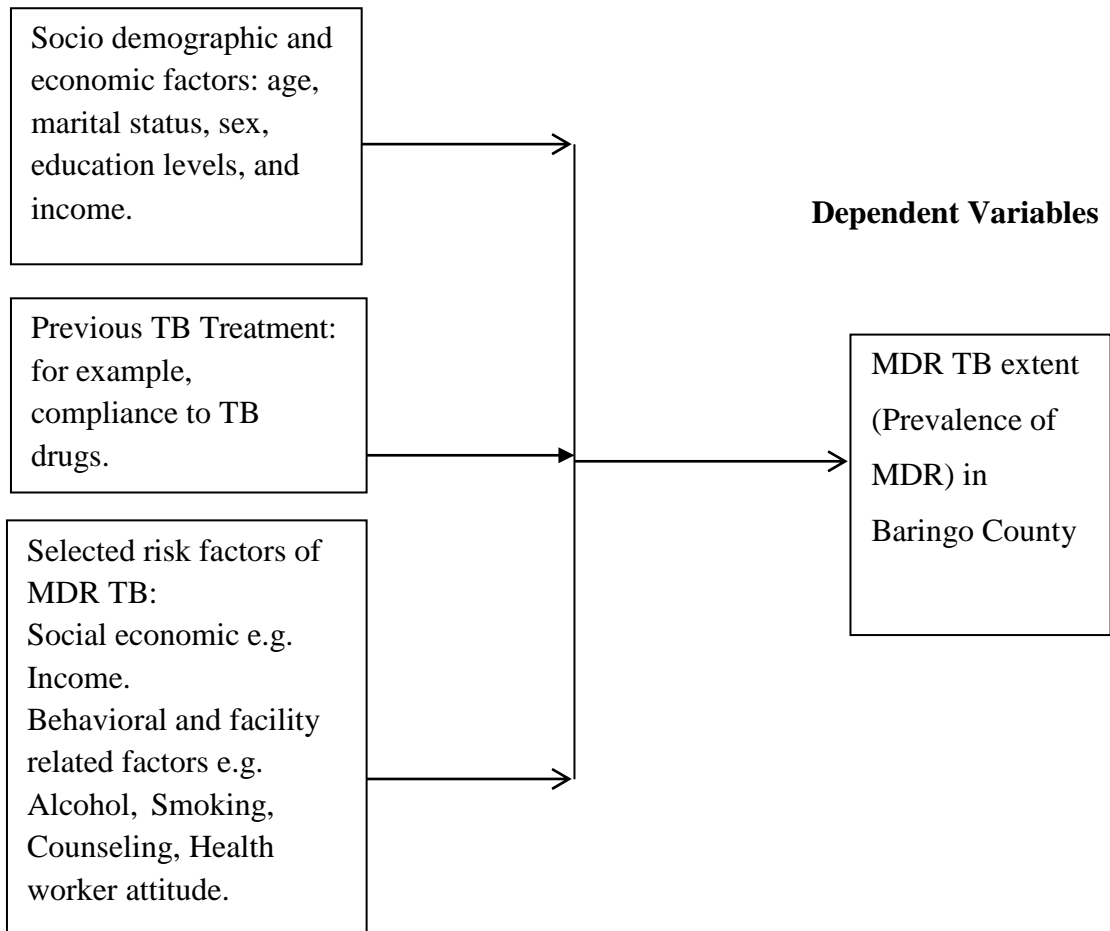 Socio demographic and
economic factors: age,
marital status, sex,
education levels, and
income.
Dependent Variables
Previous TB Treatment:
for example,
compliance to TB
drugs.
MDR TB extent
(Prevalence of
MDR) in
Baringo County
Selected risk factors of
MDR TB:
Social economic e.g.
Income.
Behavioral and facility
related factors e.g.
Alcohol, Smoking,
Counseling, Health
worker attitude.